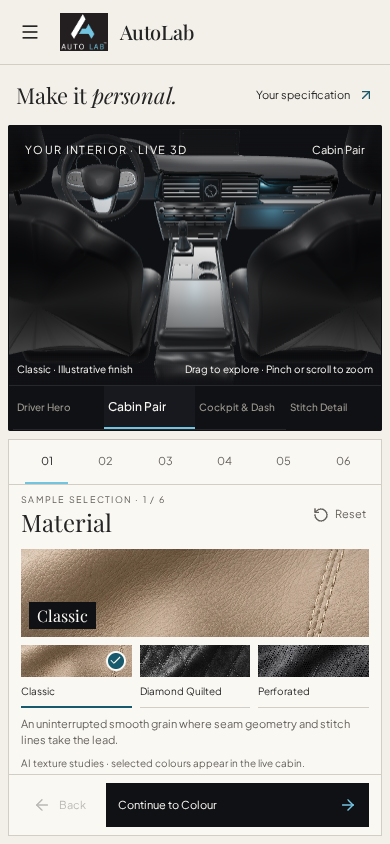 AUTO LAB
AutoLab
Make it personal.
Your specification
YOUR INTERIOR · LIVE 3D
Cabin Pair
Classic · Illustrative finish
Drag to explore · Pinch or scroll to zoom
Driver Hero
Cabin Pair
Cockpit & Dash
Stitch Detail
01
02
03
04
05
06
SAMPLE SELECTION · 1 / 6
Material
Reset
Classic
Classic
Diamond Quilted
Perforated
An uninterrupted smooth grain where seam geometry and stitch
lines take the lead.
AI texture studies · selected colours appear in the live cabin.
Back
Continue to Colour